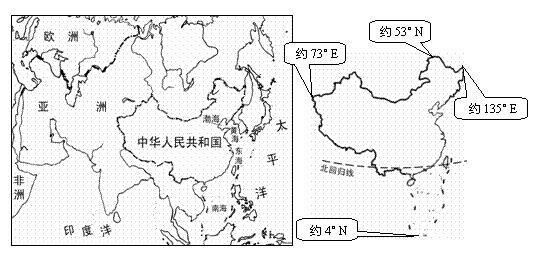 欧洲
亚洲
非洲
中华人民共和国
渤海
黄海
东海
南海
太平洋
印度洋
约 53° N
约 73° E
约 135° E
北回归线
约 4° N